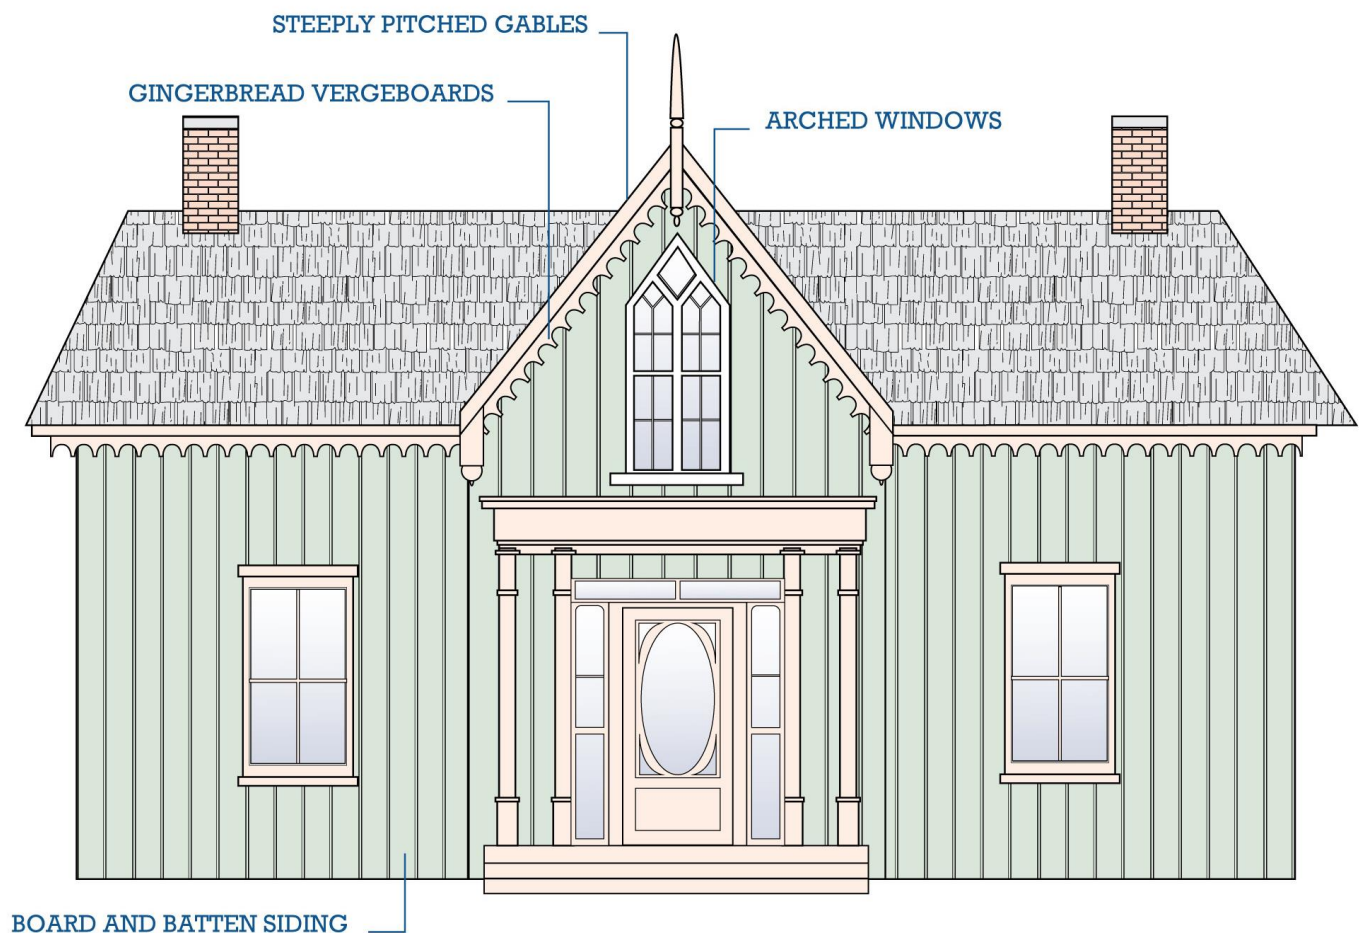 STEEPLY PITCHED GABLES
GINGERBREAD VERGEBOARDS
ARCHED WINDOWS
BOARD AND BATTEN SIDING